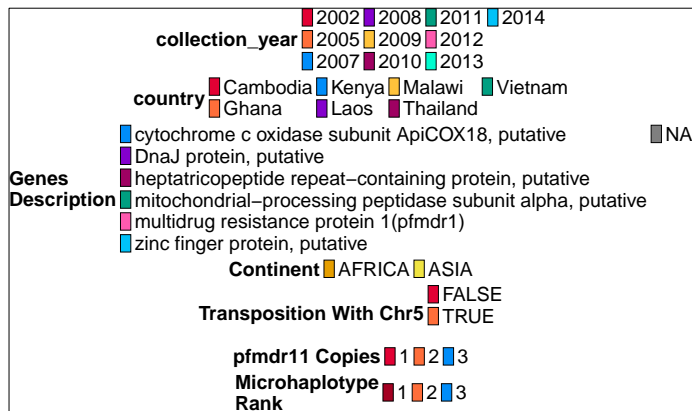 2002 2008 2011 2014
collection_year 2005 2009 2012
2007 2010 2013
Cambodia Kenya Malawi Vietnam
country
Ghana Laos Thailand
cytochrome c oxidase subunit ApiCOX18, putative NA
DnaJ protein, putative
Genes heptatricopeptide repeat−containing protein, putative
Description mitochondrial−processing peptidase subunit alpha, putative
multidrug resistance protein 1(pfmdr1)
zinc finger protein, putative
Continent AFRICA ASIA
FALSE
Transposition With Chr5 TRUE
pfmdr11 Copies 1 2 3
Microhaplotype
Rank 1 2 3